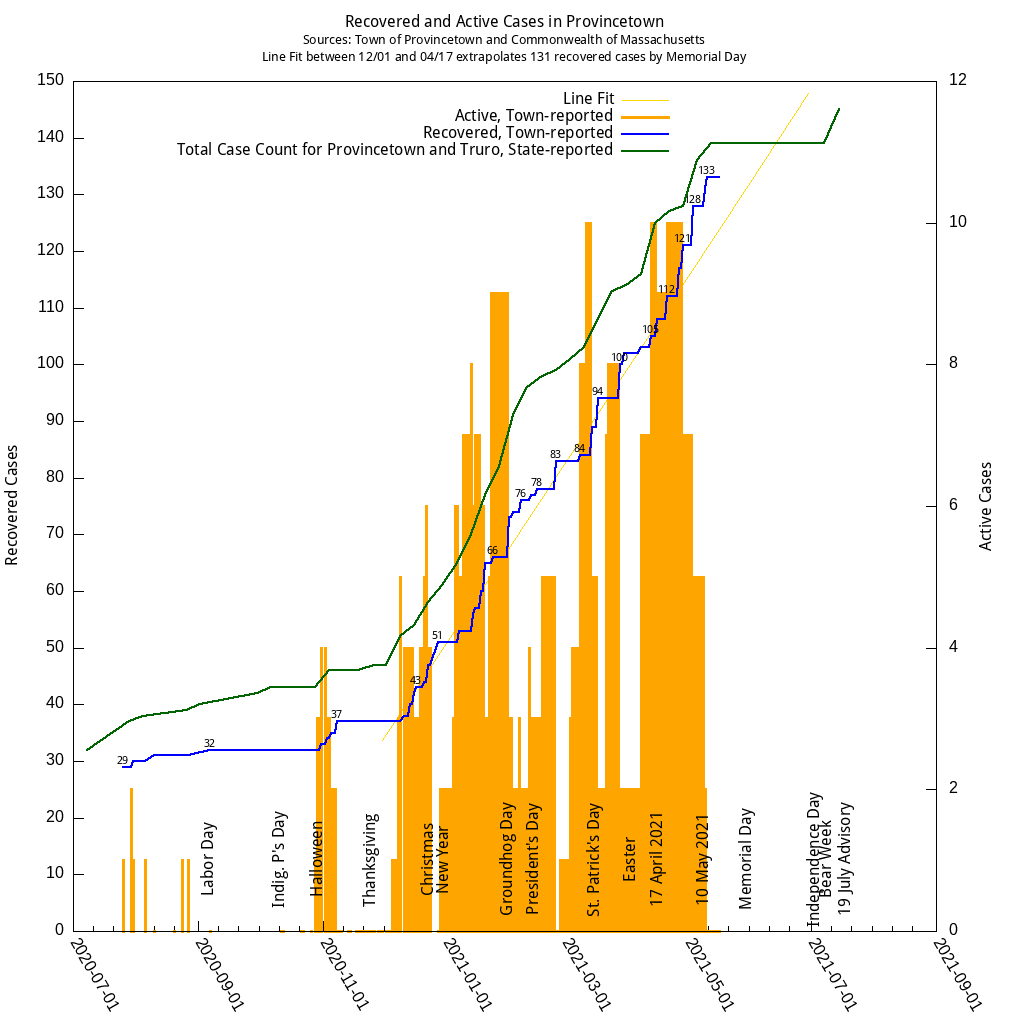 Recovered and Active Cases in Provincetown
Sources: Town of Provincetown and Commonwealth of Massachusetts
Line Fit between 12/01 and 04/17 extrapolates 131 recovered cases by Memorial Day
Line Fit
Active, Town-reported
Recovered, Town-reported
Total Case Count for Provincetown and Truro, State-reported
Recovered Cases
150
140
130
120
110
100
90
80
70
60
50
40
30
20
10
0
Active Cases
12
10
8
6
4
2
0
29
32
37
43
51
66
76
78
83
84
94
100
105
112
121
128
133
Labor Day
Indig. P's Day
Halloween
Thanksgiving
Christmas
New Year
Groundhog Day
President's Day
St. Patrick's Day
Easter
17 April 2021
10 May 2021
Memorial Day
Independence Day
Bear Week
19 July Advisory
2020-07-01
2020-09-01
2020-11-01
2021-01-01
2021-03-01
2021-05-01
2021-07-01
2021-09-01